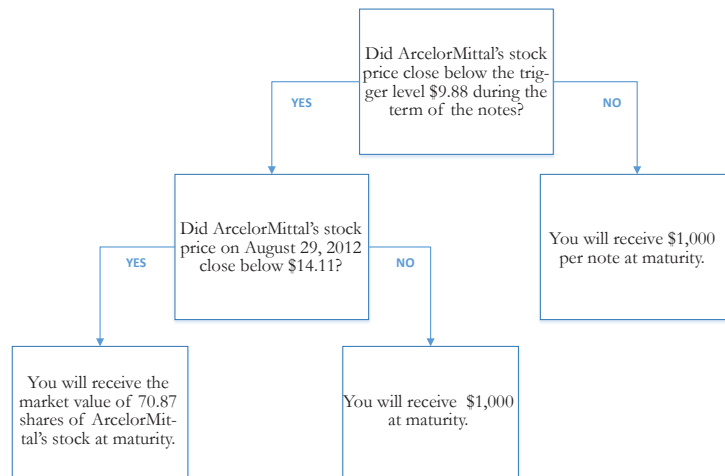 Did ArcelorMittal's stock
price close below the trig-
ger level $9.88 during the
term of the notes?
YES
NO
Did ArcelorMittal's stock
price on August 29, 2012
close below $14.11?
You will receive $1,000
per note at maturity.
YES
NO
You will receive the
market value of 70.87
shares of ArcelorMit-
tal's stock at maturity.
You will receive $1,000
at maturity.